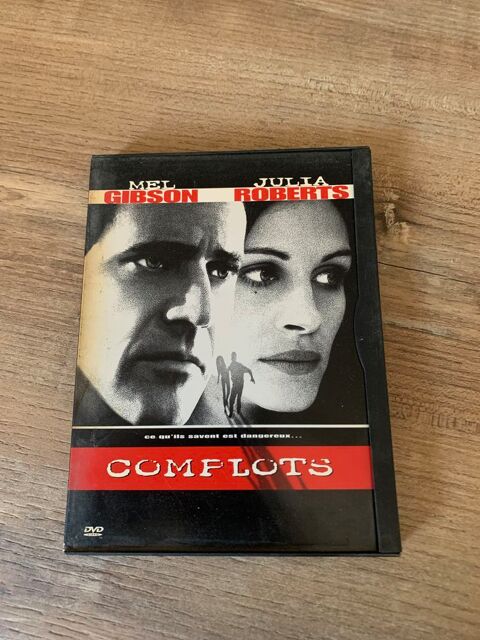 MEL JULIA
GIBSON ROBERTS
ce qu'ils savent est dangereux...
COMPLOTS
DVD